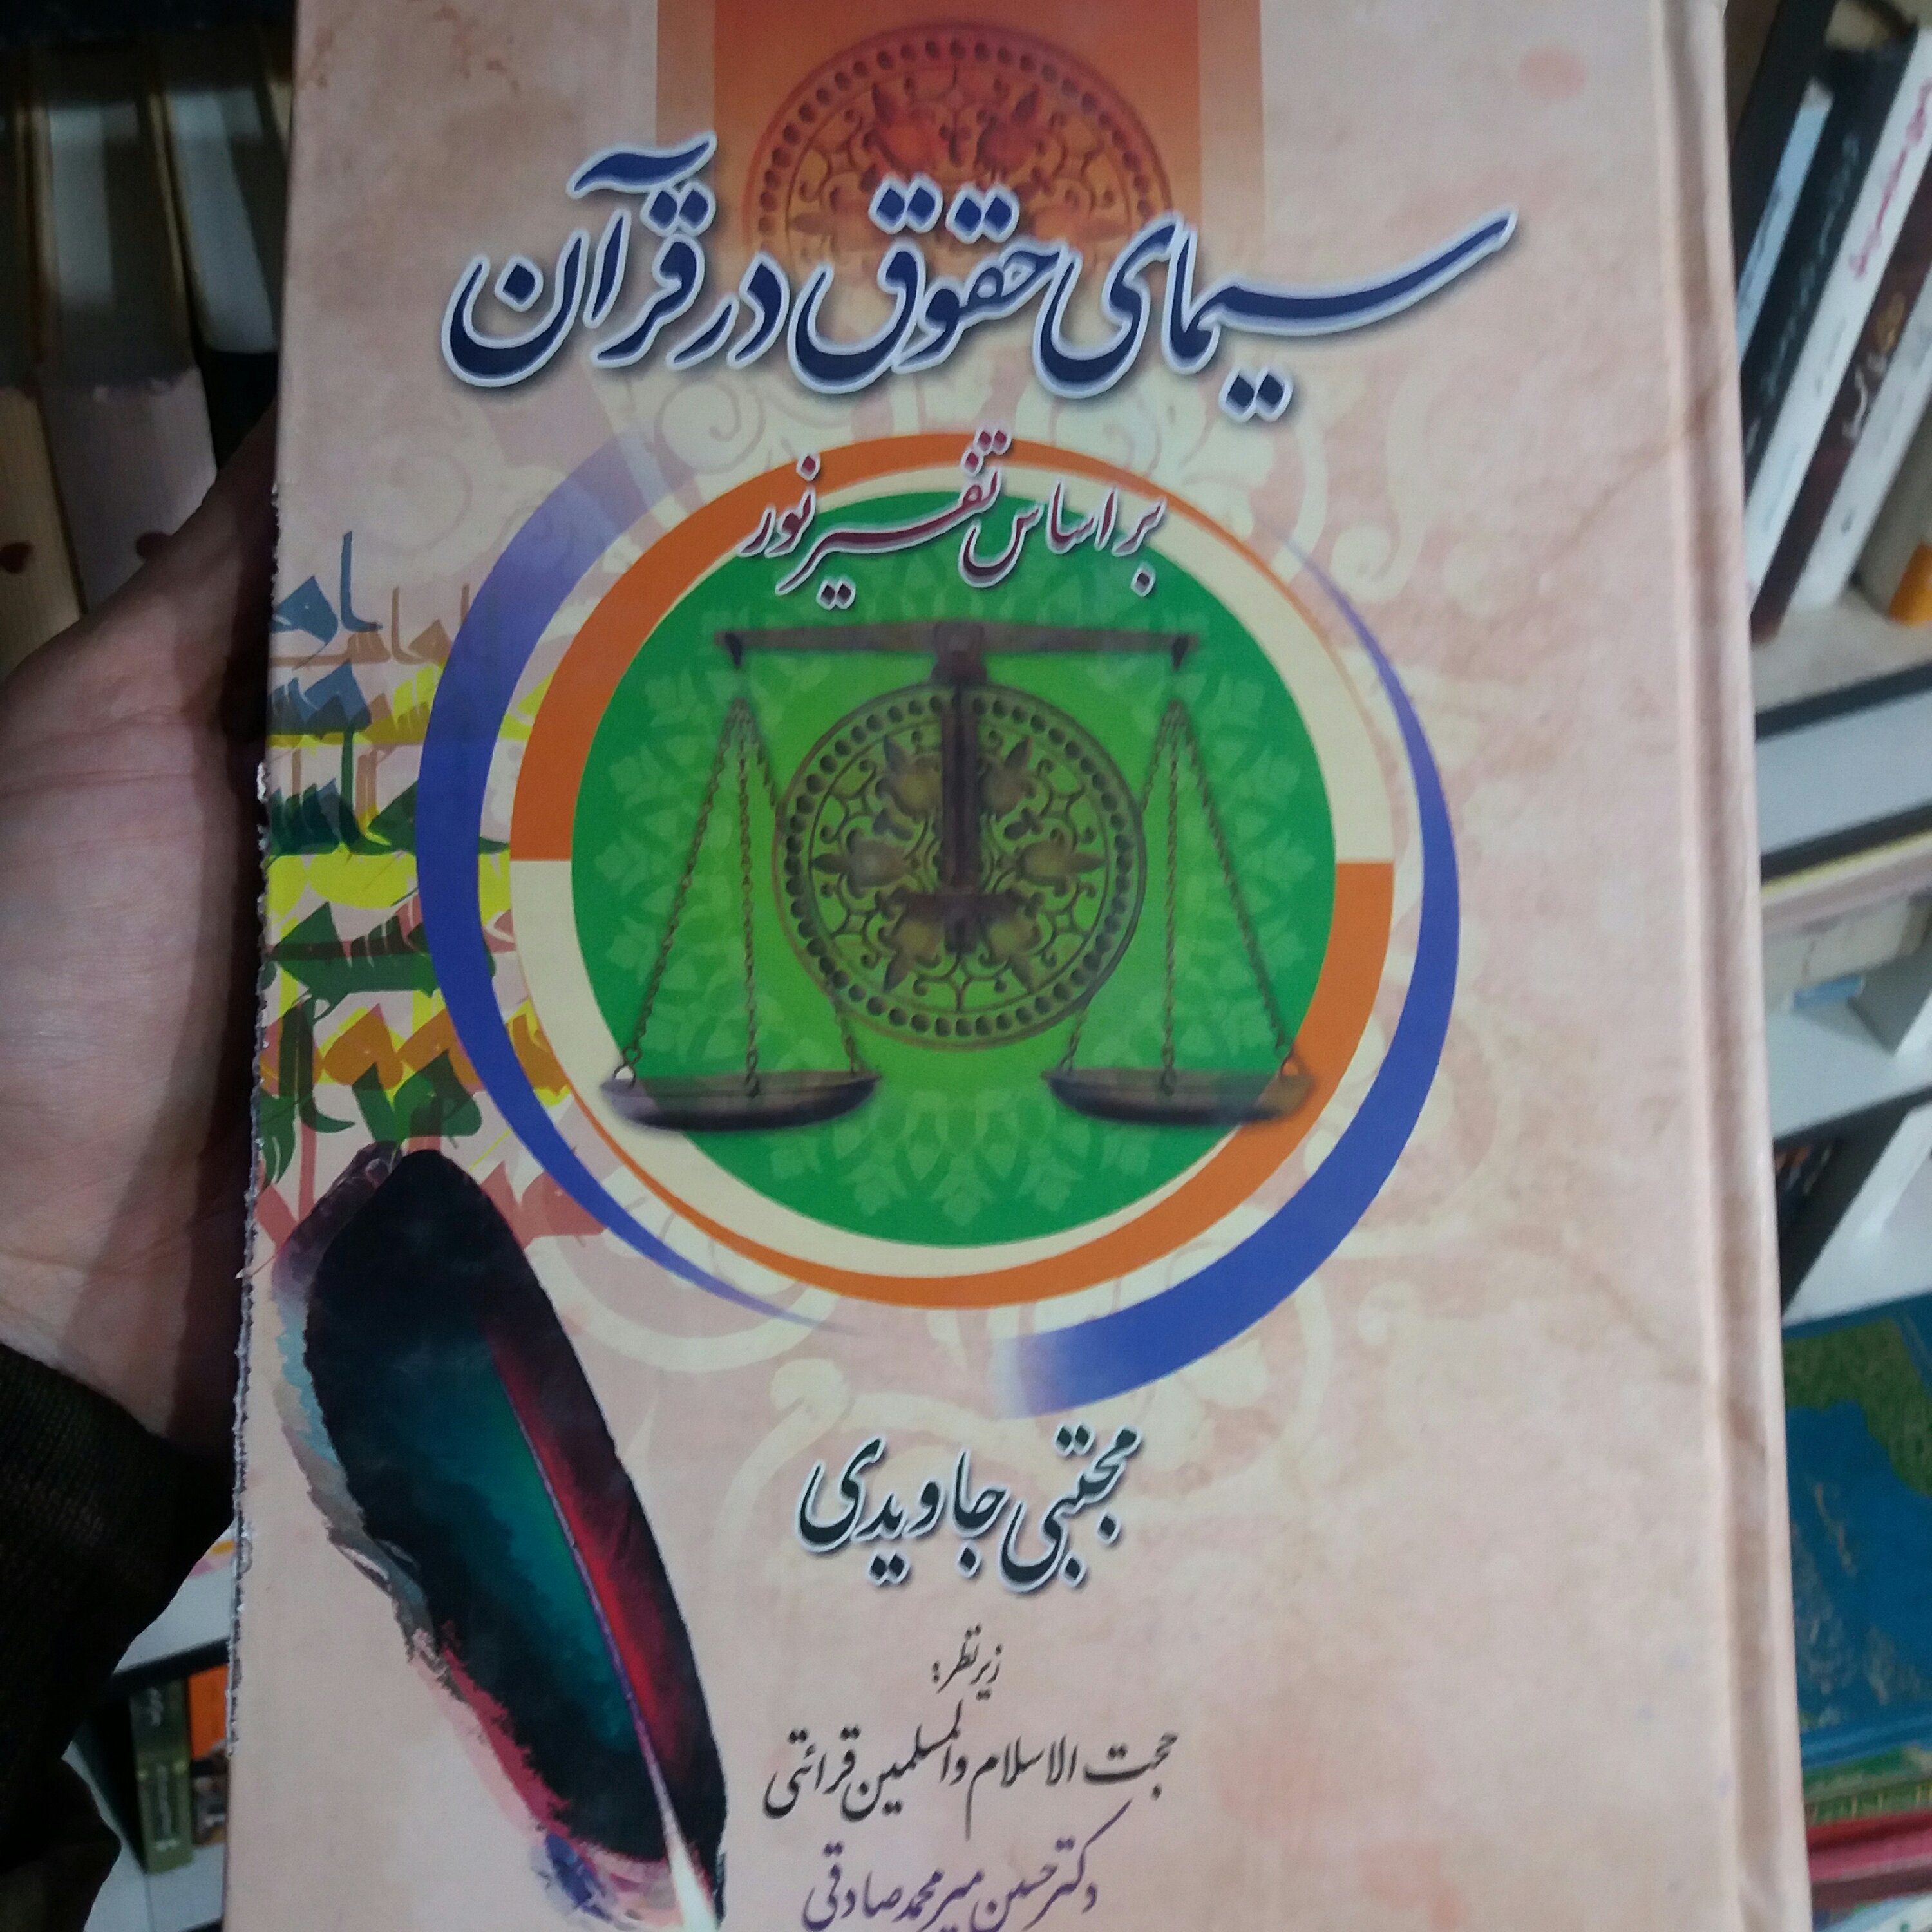 سیمای حقوق در قرآن
بر اساس تفسیر نور
مجتبی جاویدی
زیر نظر:
حجت الاسلام والمسلمین قرائتی
دکتر حسین میر محمد صادقی